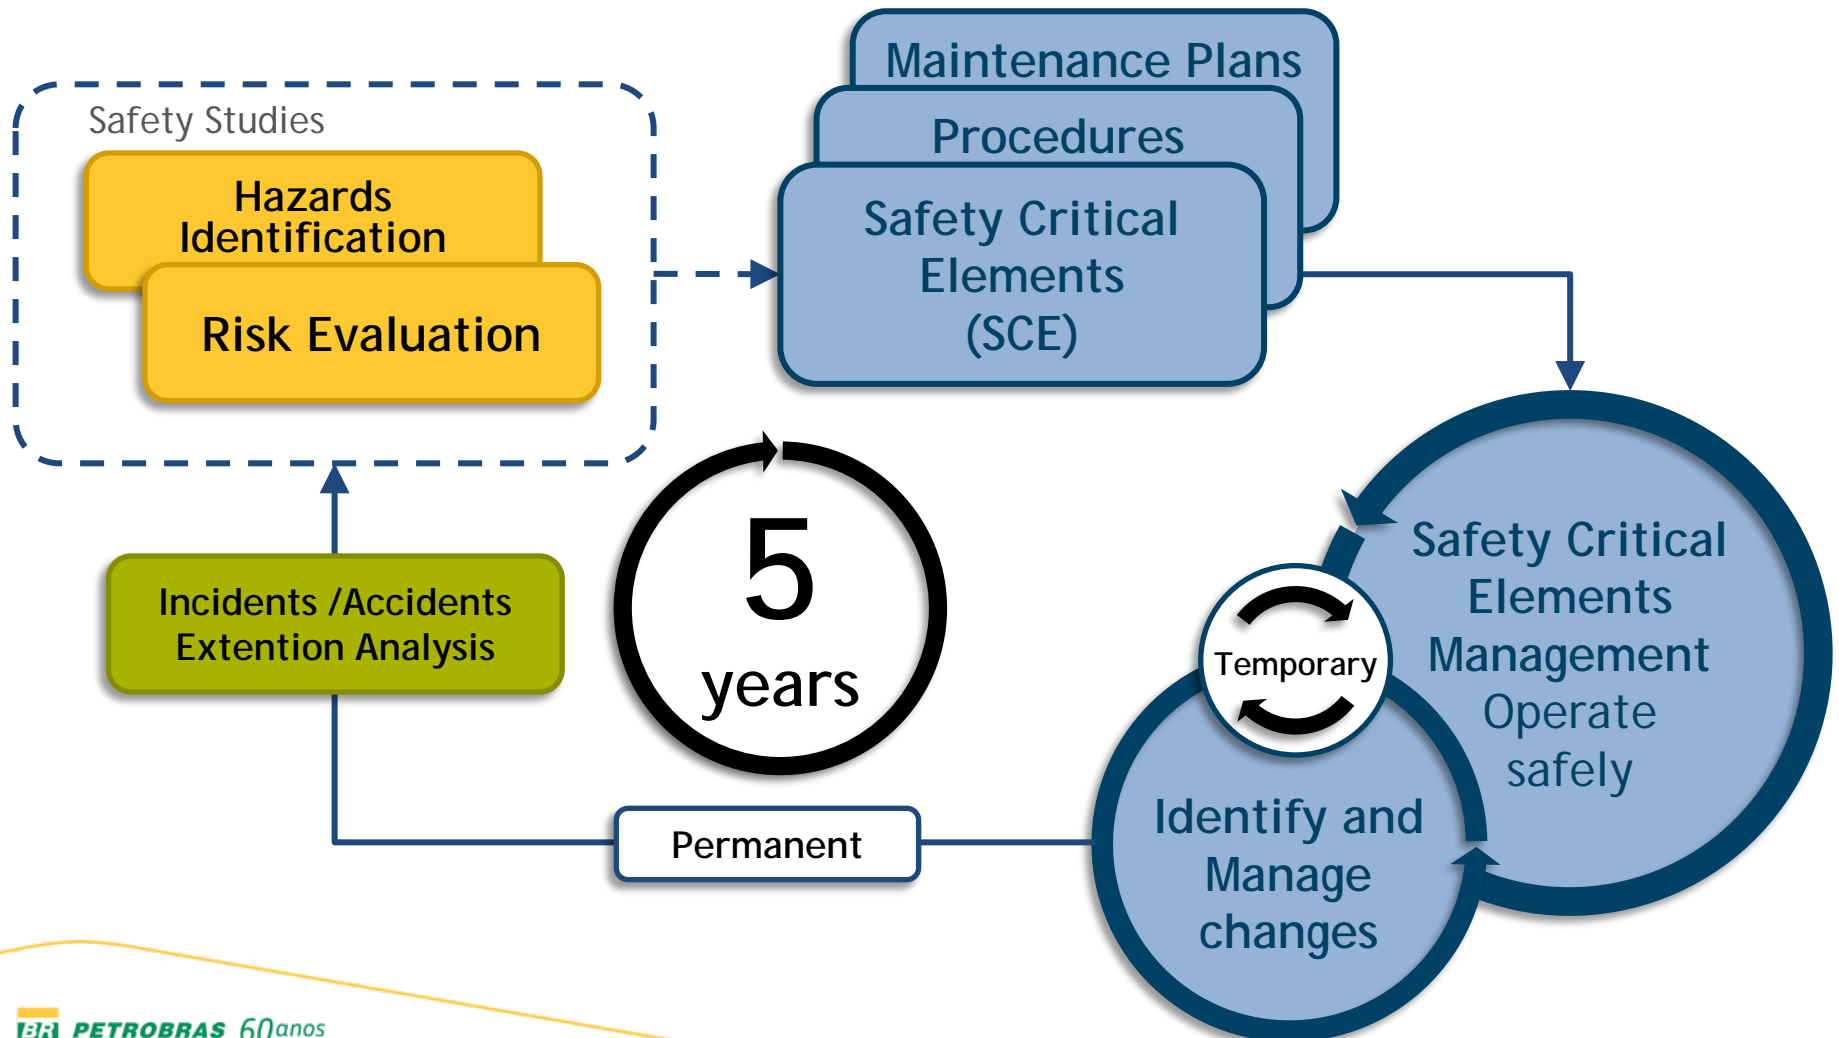 Maintenance Plans
Procedures
Safety Critical
Elements
(SCE)
Safety Studies
Hazards
Identification
Risk Evaluation
Incidents /Accidents
Extention Analysis
5
years
Permanent
Temporary
Safety Critical
Elements
Management
Operate
safely
Identify and
Manage
changes
BR PETROBRAS 60anos